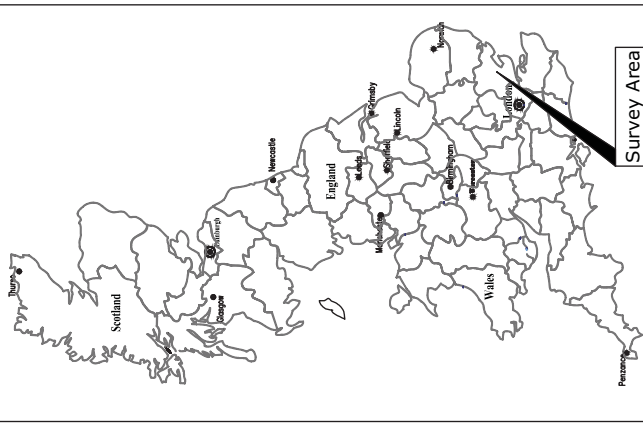 Thurso
Scotland
Edinburgh
Glasgow
Newcastle
England
Grimsby
Leeds
Lincoln
Sheffield
Manchester
Norwich
Birmingham
Worcester
Wales
London
Penzance
Survey Area